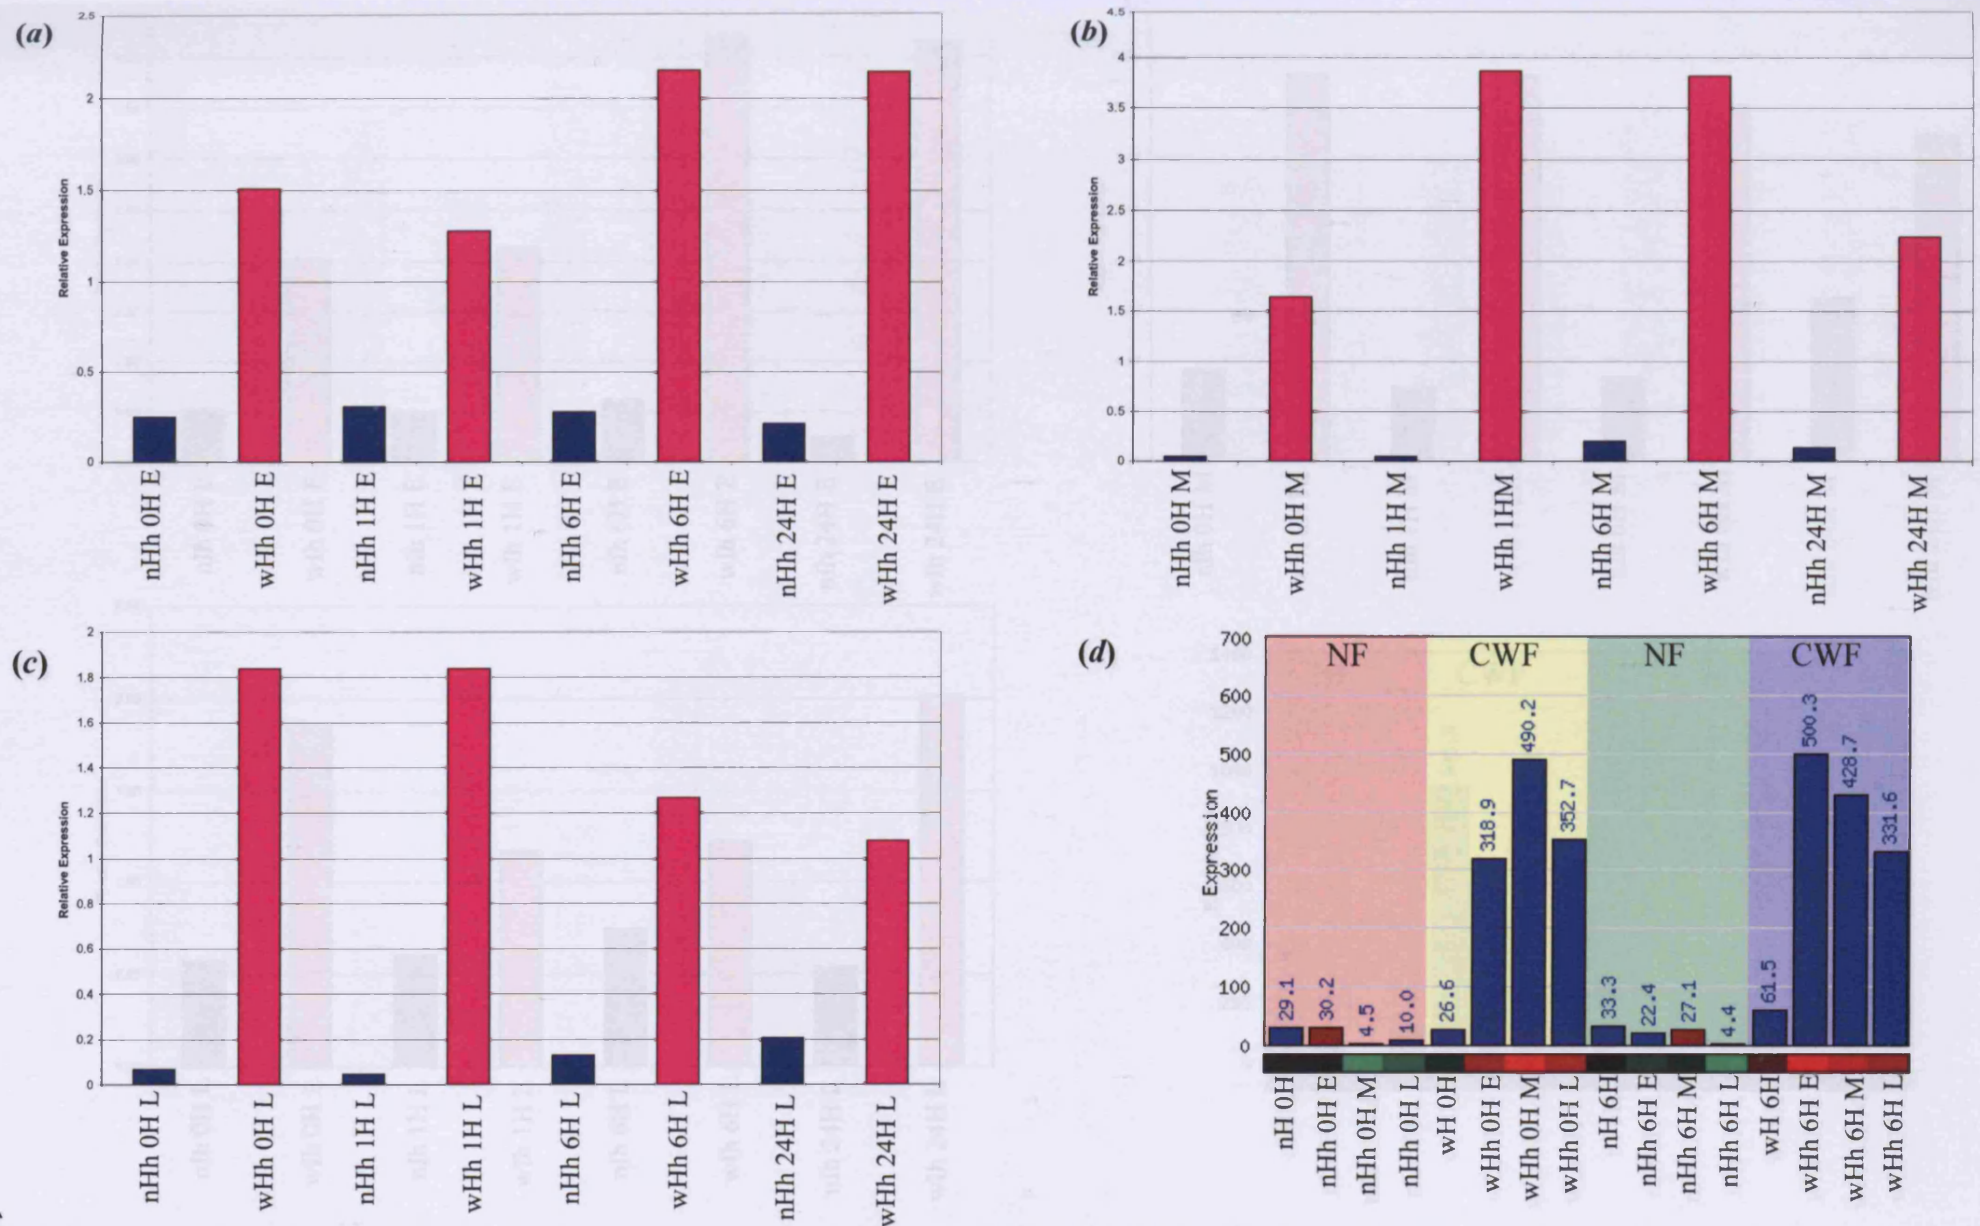 (a)
2.5
2
1.5
1
0.5
0
Relative Expression
nHh 0H E
wHh 0H E
nHh 1H E
wHh 1H E
nHh 6H E
wHh 6H E
nHh 24H E
wHh 24H E
(b)
4.5
4
3.5
3
2.5
2
1.5
1
0.5
0
Relative Expression
nHh 0H M
wHh 0H M
nHh 1H M
wHh 1HM
nHh 6H M
wHh 6H M
nHh 24H M
wHh 24H M
(c)
2
1.8
1.6
1.4
1.2
1
0.8
0.6
0.4
0.2
0
Relative Expression
nHh 0H L
wHh 0H L
nHh 1H L
wHh 1H L
nHh 6H L
wHh 6H L
nHh 24H L
wHh 24H L
(d)
700
600
500
400
300
200
100
0
Expression
NF
CWF
NF
CWF
29.1
30.2
4.5
10.0
26.6
318.9
490.2
352.7
33.3
22.4
27.1
4.4
61.5
500.3
428.7
331.6
nH 0H
nHh 0H E
nHh 0H M
nHh 0H L
wH 0H
wHh 0H E
wHh 0H M
wHh 0H L
nH 6H
nHh 6H E
nHh 6H M
nHh 6H L
wH 6H
wHh 6H E
wHh 6H M
wHh 6H L